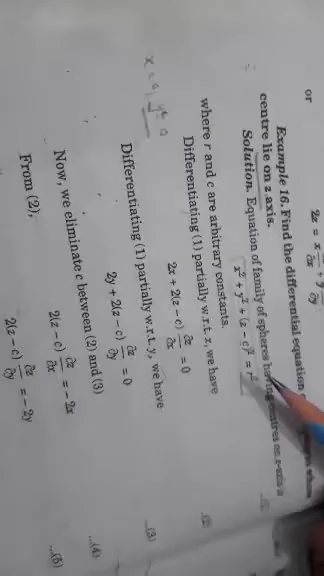 or
2z = x ∂z/∂x + y ∂z/∂y
Example 16. Find the differential equation
centre lie on z-axis.
Solution. Equation of family of spheres having centres on z-axis
x² + y² + (z − c)² = r²
where r and c are arbitrary constants.
Differentiating (1) partially w.r.t. x, we have
2x + 2(z − c) ∂z/∂x = 0 ...(2)
x = 0, y = 0
Differentiating (1) partially w.r.t. y, we have
2y + 2(z − c) ∂z/∂y = 0 ...(3)
Now, we eliminate c between (2) and (3)
2(z − c) ∂z/∂x = − 2x ...(4)
From (2),
2(z − c) ∂z/∂y = − 2y ...(5)